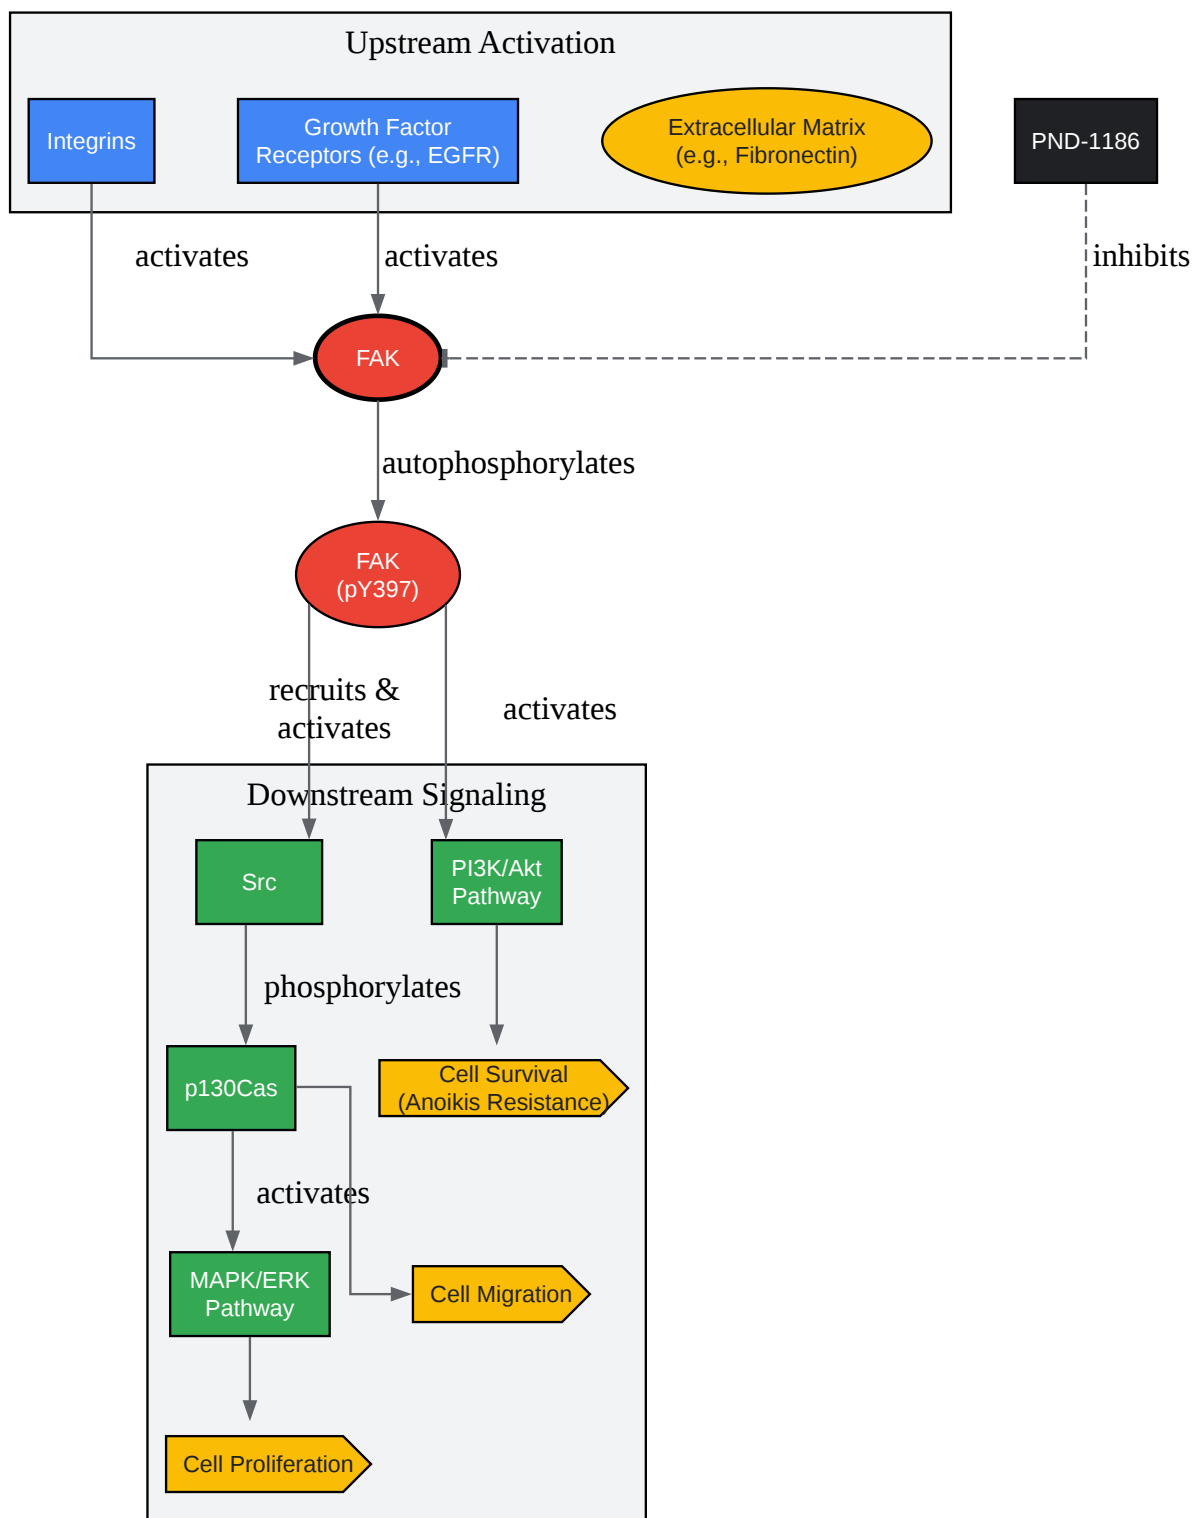 Upstream Activation
Integrins
Growth Factor
Receptors (e.g., EGFR)
Extracellular Matrix
(e.g., Fibronectin)
PND-1186
activates
activates
inhibits
FAK
autophosphorylates
FAK
(pY397)
recruits &
activates
activates
Downstream Signaling
Src
PI3K/Akt
Pathway
phosphorylates
p130Cas
Cell Survival
(Anoikis Resistance)
activates
MAPK/ERK
Pathway
Cell Migration
Cell Proliferation